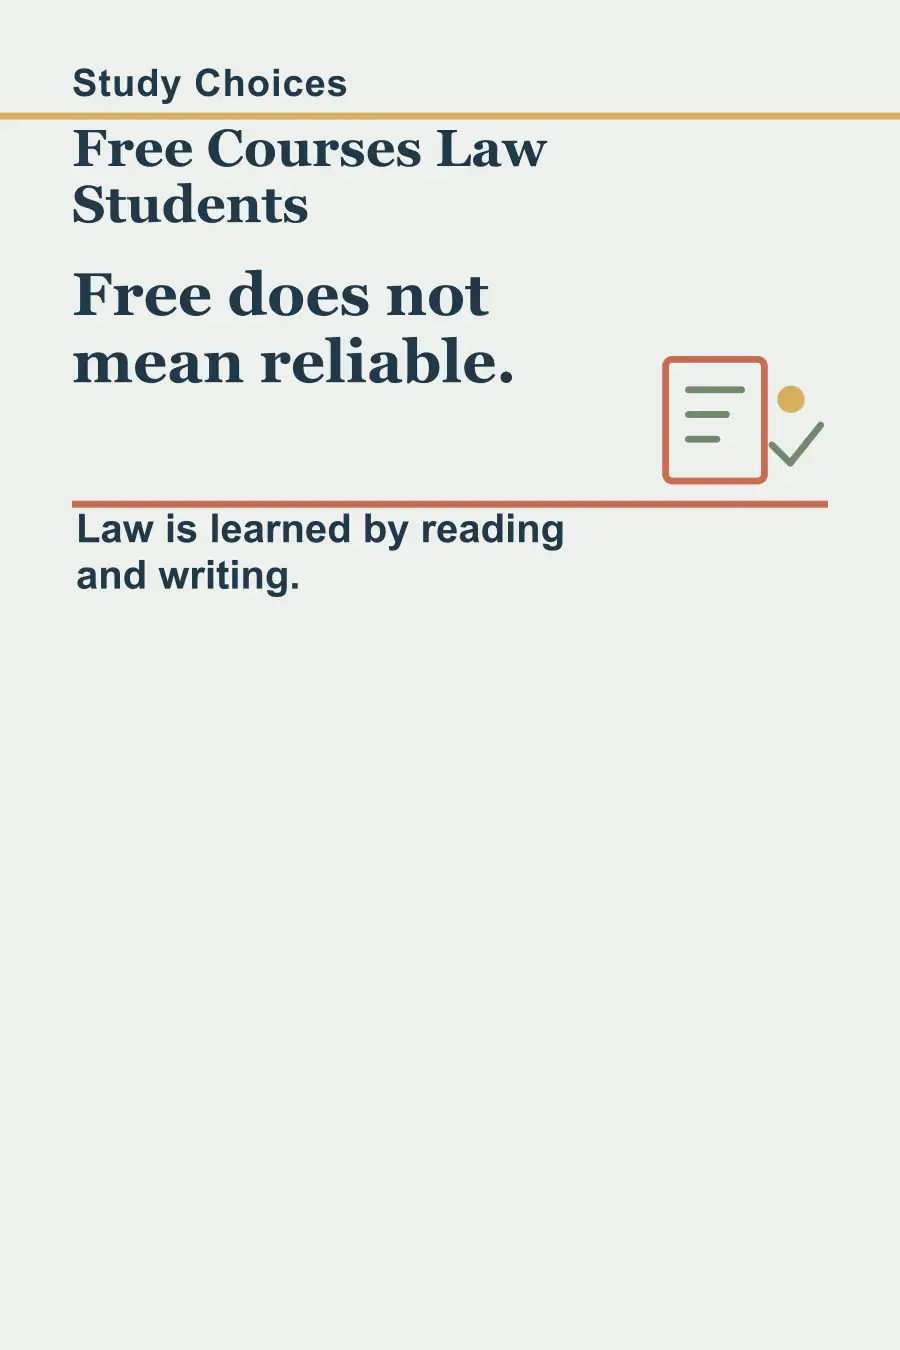 Study Choices
Free Courses Law
Students
Free does not
mean reliable.
Law is learned by reading
and writing.